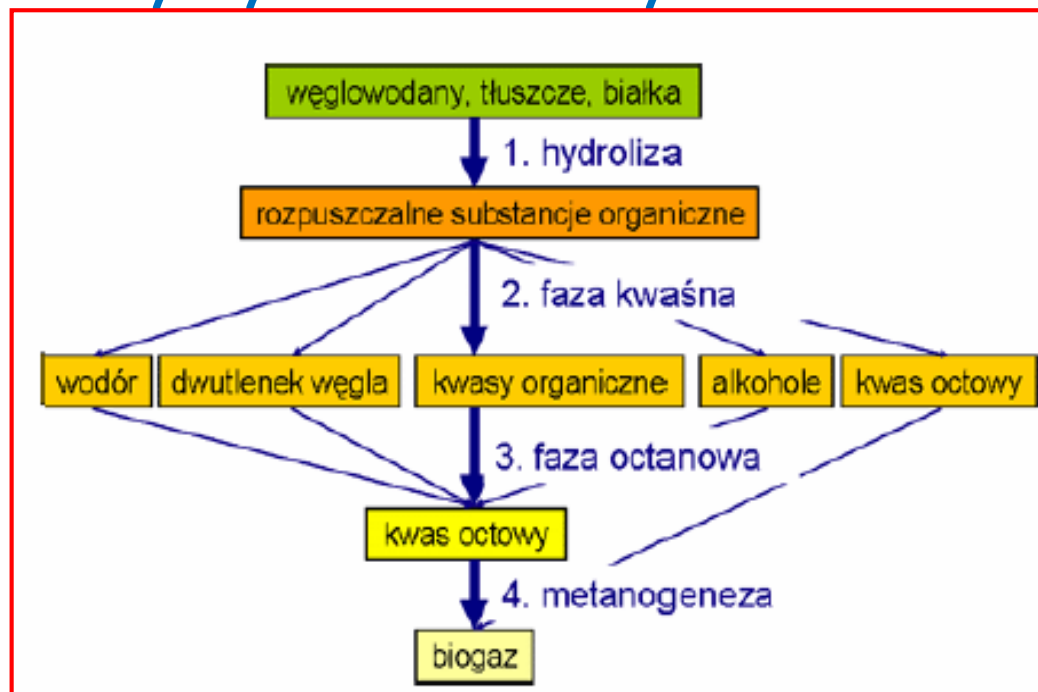 węglowodany, tłuszcze, białka
1. hydroliza
rozpuszczalne substancje organiczne
2. faza kwaśna
wodór
dwutlenek węgla
kwasy organiczne
alkohole
kwas octowy
3. faza octanowa
kwas octowy
4. metanogeneza
biogaz